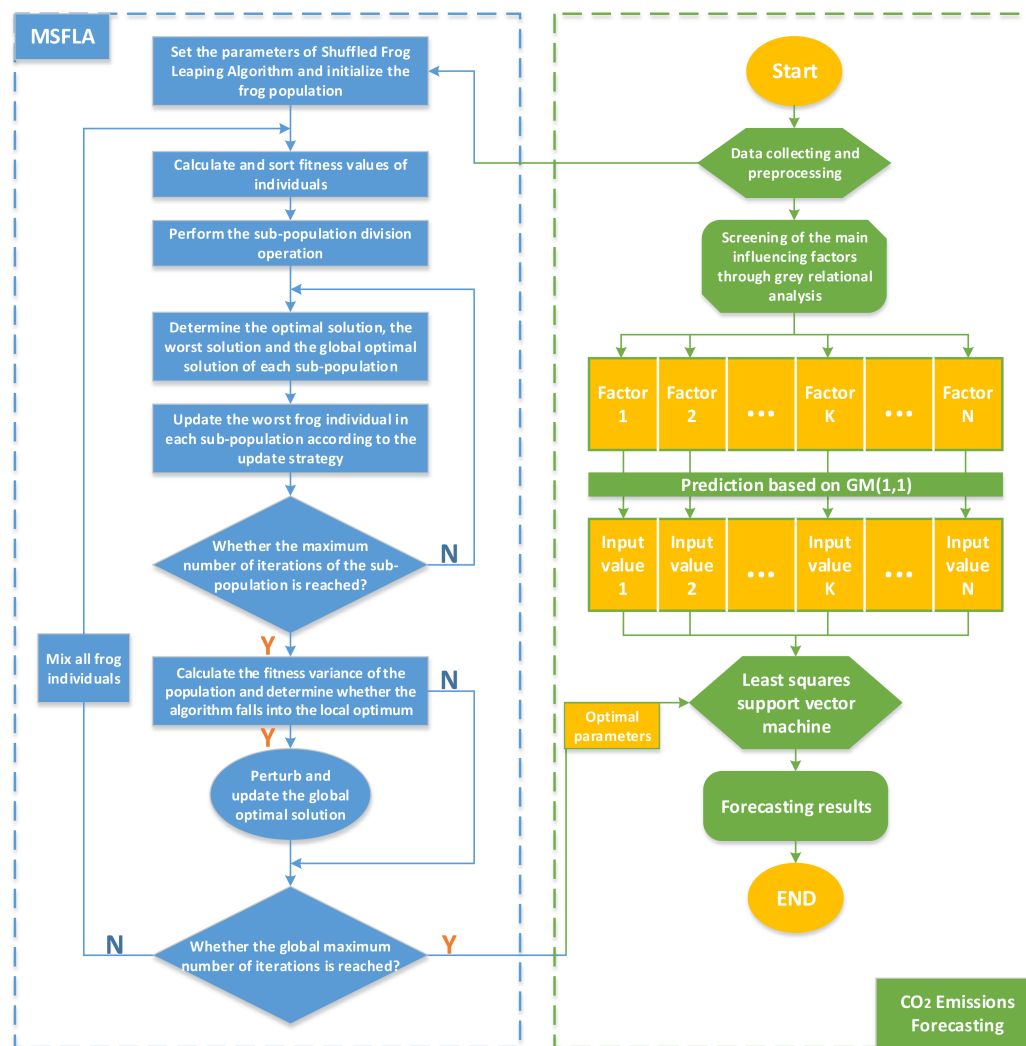 MSFLA
Set the parameters of Shuffled Frog
Leaping Algorithm and initialize the
frog population
Calculate and sort fitness values of
individuals
Perform the sub-population division
operation
Determine the optimal solution, the
worst solution and the global optimal
solution of each sub-population
Update the worst frog individual in
each sub-population according to the
update strategy
Whether the maximum
number of iterations of the sub-
population is reached?
N
Y
Mix all frog
individuals
Calculate the fitness variance of the
population and determine whether the
algorithm falls into the local optimum
N
Y
Perturb and
update the global
optimal solution
Whether the global maximum
number of iterations is reached?
N
Y
Start
Data collecting and
preprocessing
Screening of the main
influencing factors
through grey relational
analysis
Factor
1
Factor
2
...
Factor
K
...
Factor
N
Prediction based on GM(1,1)
Input
value
1
Input
value
2
...
Input
value
K
...
Input
value
N
Least squares
support vector
machine
Optimal
parameters
Forecasting results
END
CO2 Emissions
Forecasting